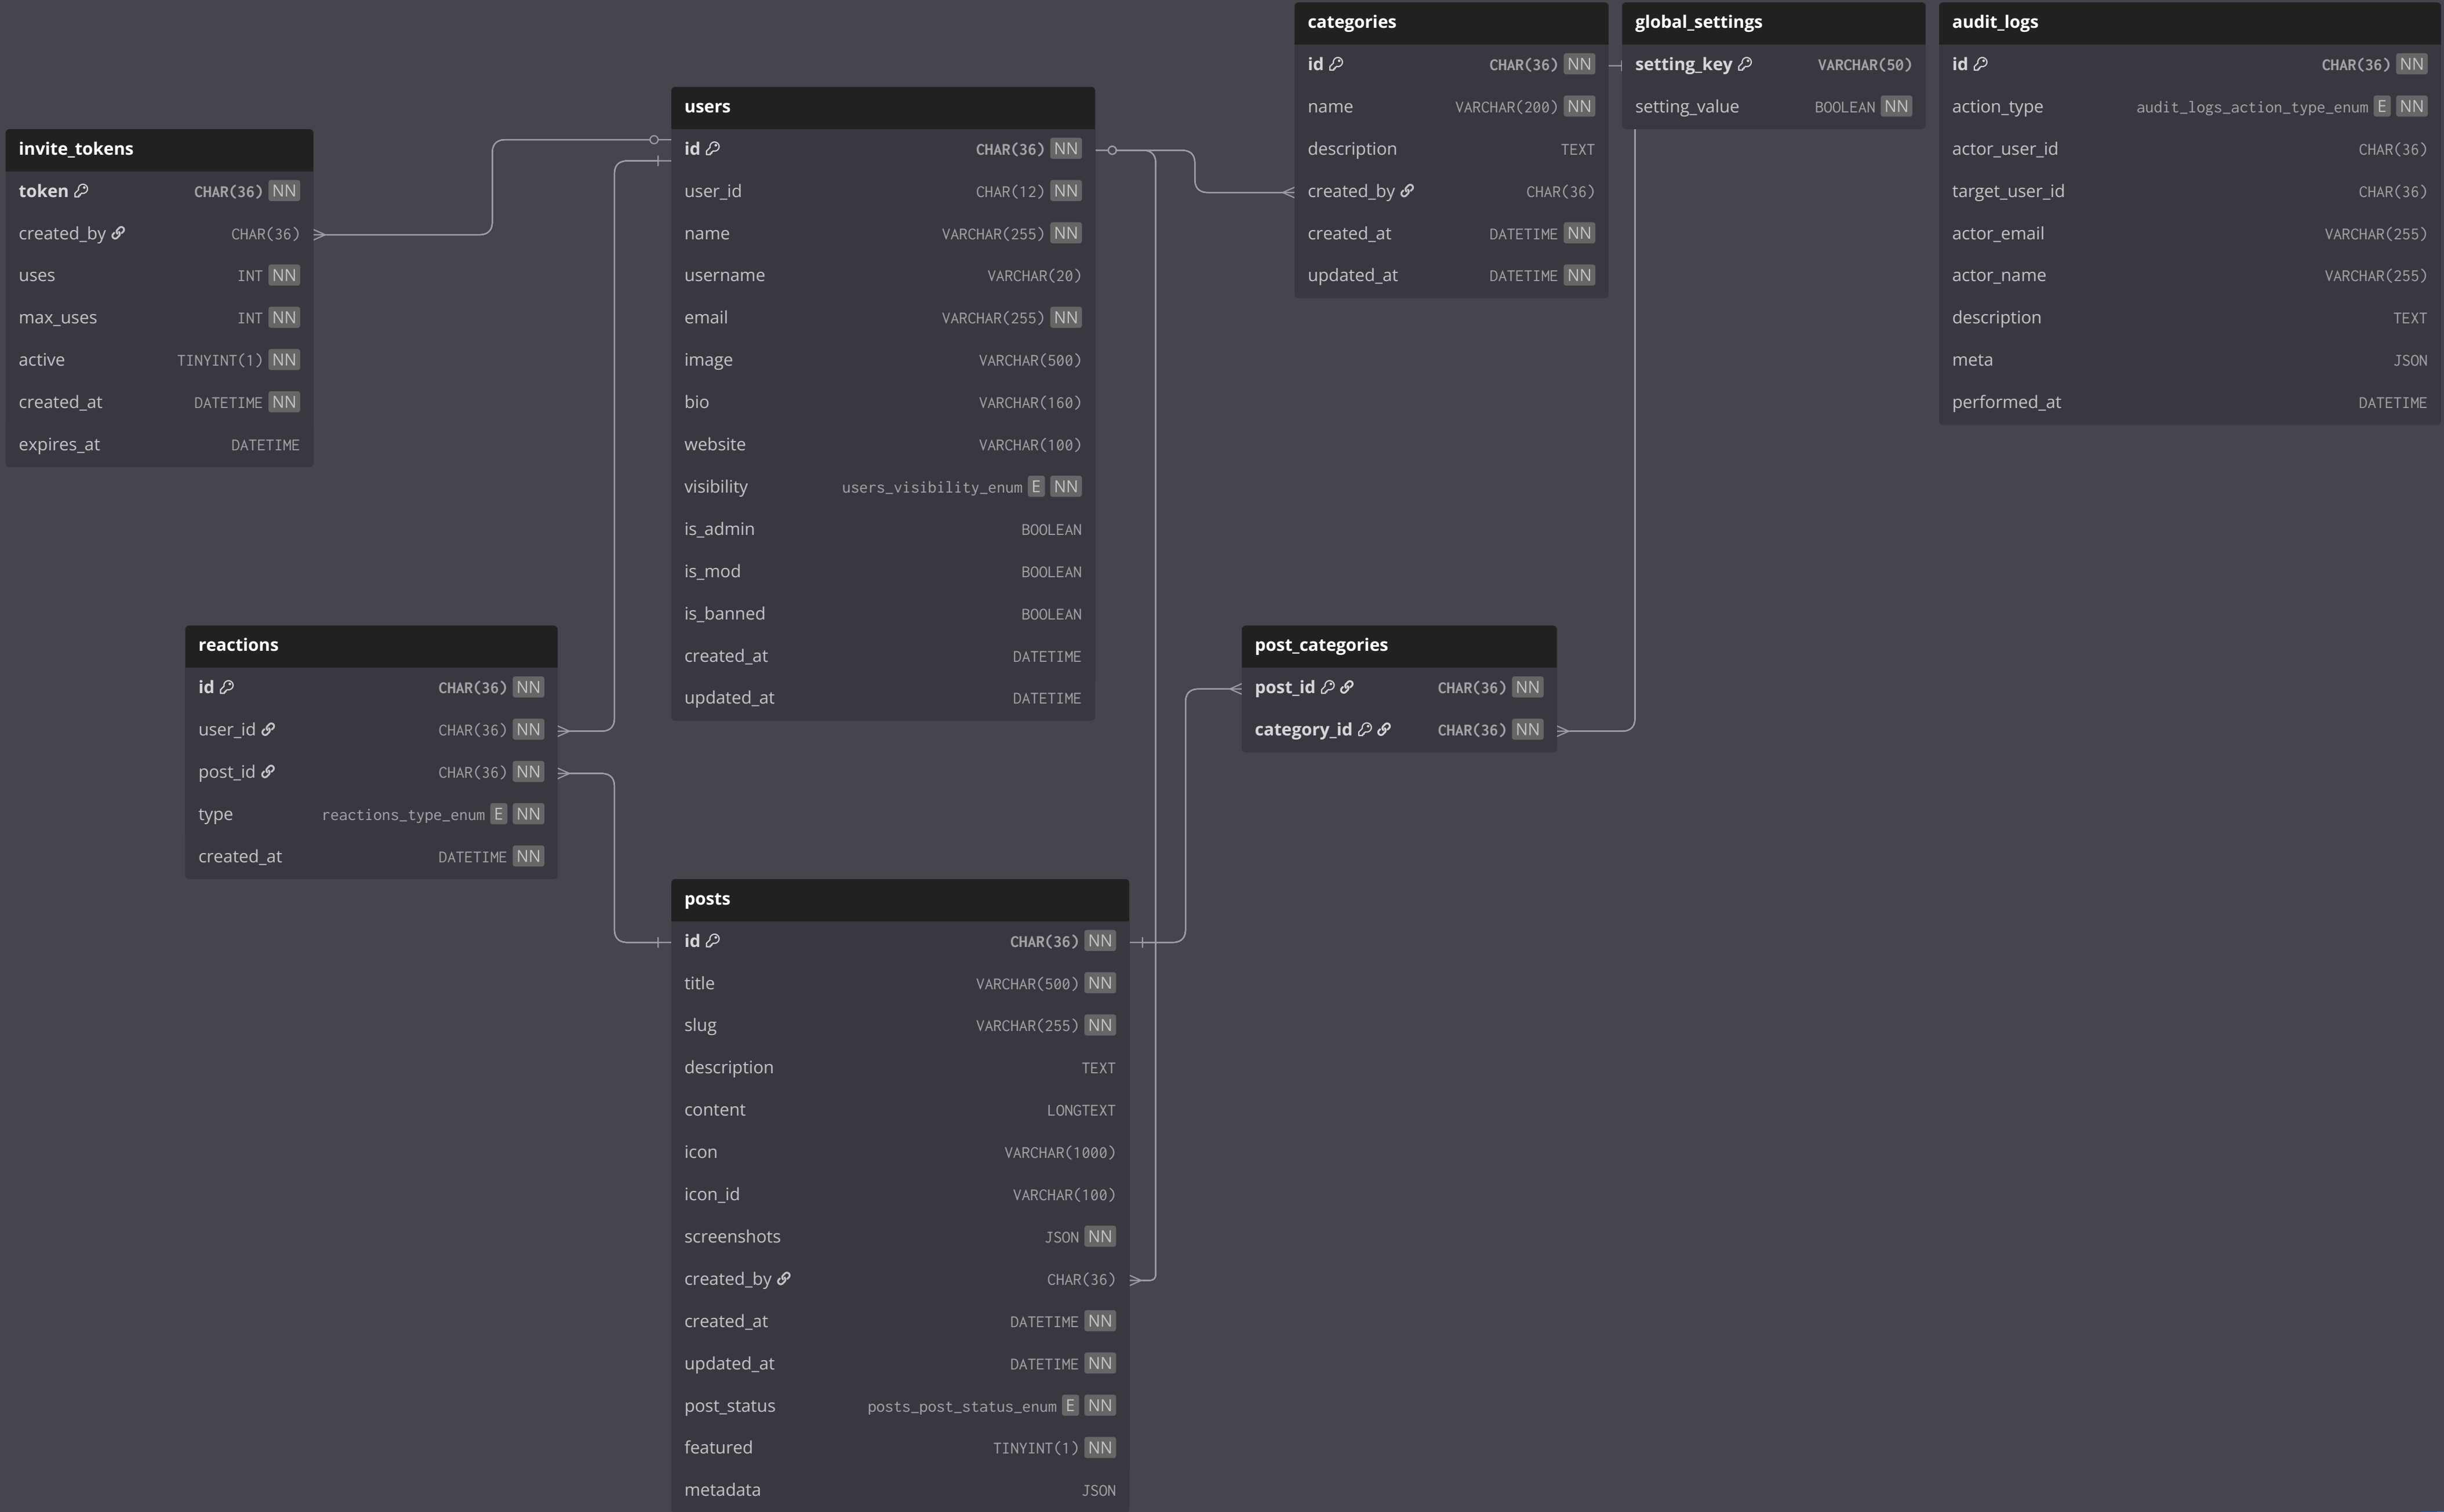 invite_tokens
token CHAR(36) NN
created_by CHAR(36)
uses INT NN
max_uses INT NN
active TINYINT(1) NN
created_at DATETIME NN
expires_at DATETIME
reactions
id CHAR(36) NN
user_id CHAR(36) NN
post_id CHAR(36) NN
type reactions_type_enum E NN
created_at DATETIME NN
users
id CHAR(36) NN
user_id CHAR(12) NN
name VARCHAR(255) NN
username VARCHAR(20)
email VARCHAR(255) NN
image VARCHAR(500)
bio VARCHAR(160)
website VARCHAR(100)
visibility users_visibility_enum E NN
is_admin BOOLEAN
is_mod BOOLEAN
is_banned BOOLEAN
created_at DATETIME
updated_at DATETIME
posts
id CHAR(36) NN
title VARCHAR(500) NN
slug VARCHAR(255) NN
description TEXT
content LONGTEXT
icon VARCHAR(1000)
icon_id VARCHAR(100)
screenshots JSON NN
created_by CHAR(36)
created_at DATETIME NN
updated_at DATETIME NN
post_status posts_post_status_enum E NN
featured TINYINT(1) NN
metadata JSON
categories
id CHAR(36) NN
name VARCHAR(200) NN
description TEXT
created_by CHAR(36)
created_at DATETIME NN
updated_at DATETIME NN
post_categories
post_id CHAR(36) NN
category_id CHAR(36) NN
global_settings
setting_key VARCHAR(50)
setting_value BOOLEAN NN
audit_logs
id CHAR(36) NN
action_type audit_logs_action_type_enum E NN
actor_user_id CHAR(36)
target_user_id CHAR(36)
actor_email VARCHAR(255)
actor_name VARCHAR(255)
description TEXT
meta JSON
performed_at DATETIME